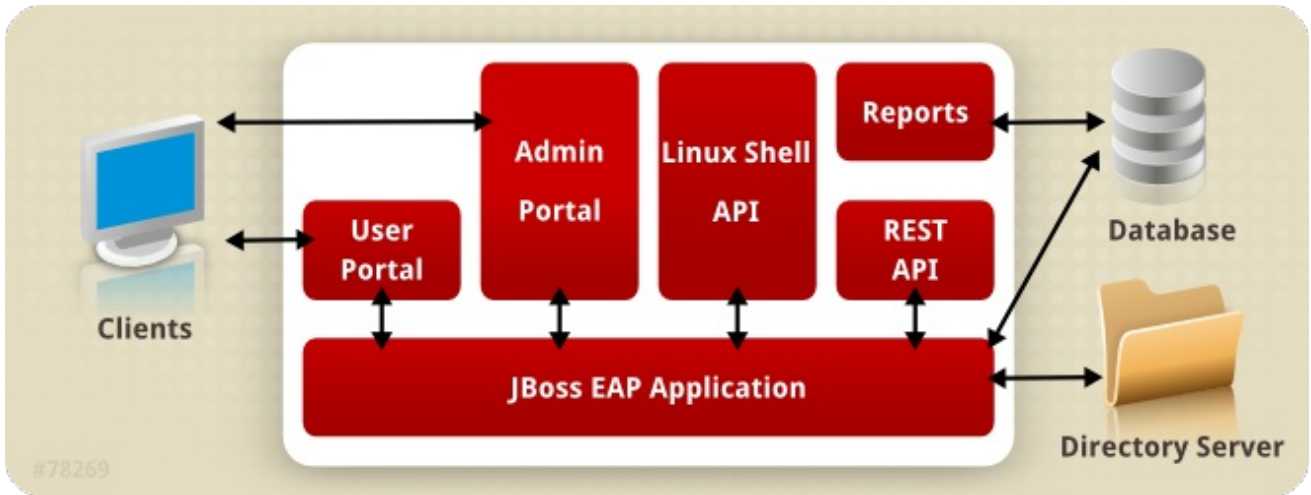 Admin
Portal
Linux Shell
API
Reports
User
Portal
REST
API
Clients
Database
JBoss EAP Application
Directory Server
#78269